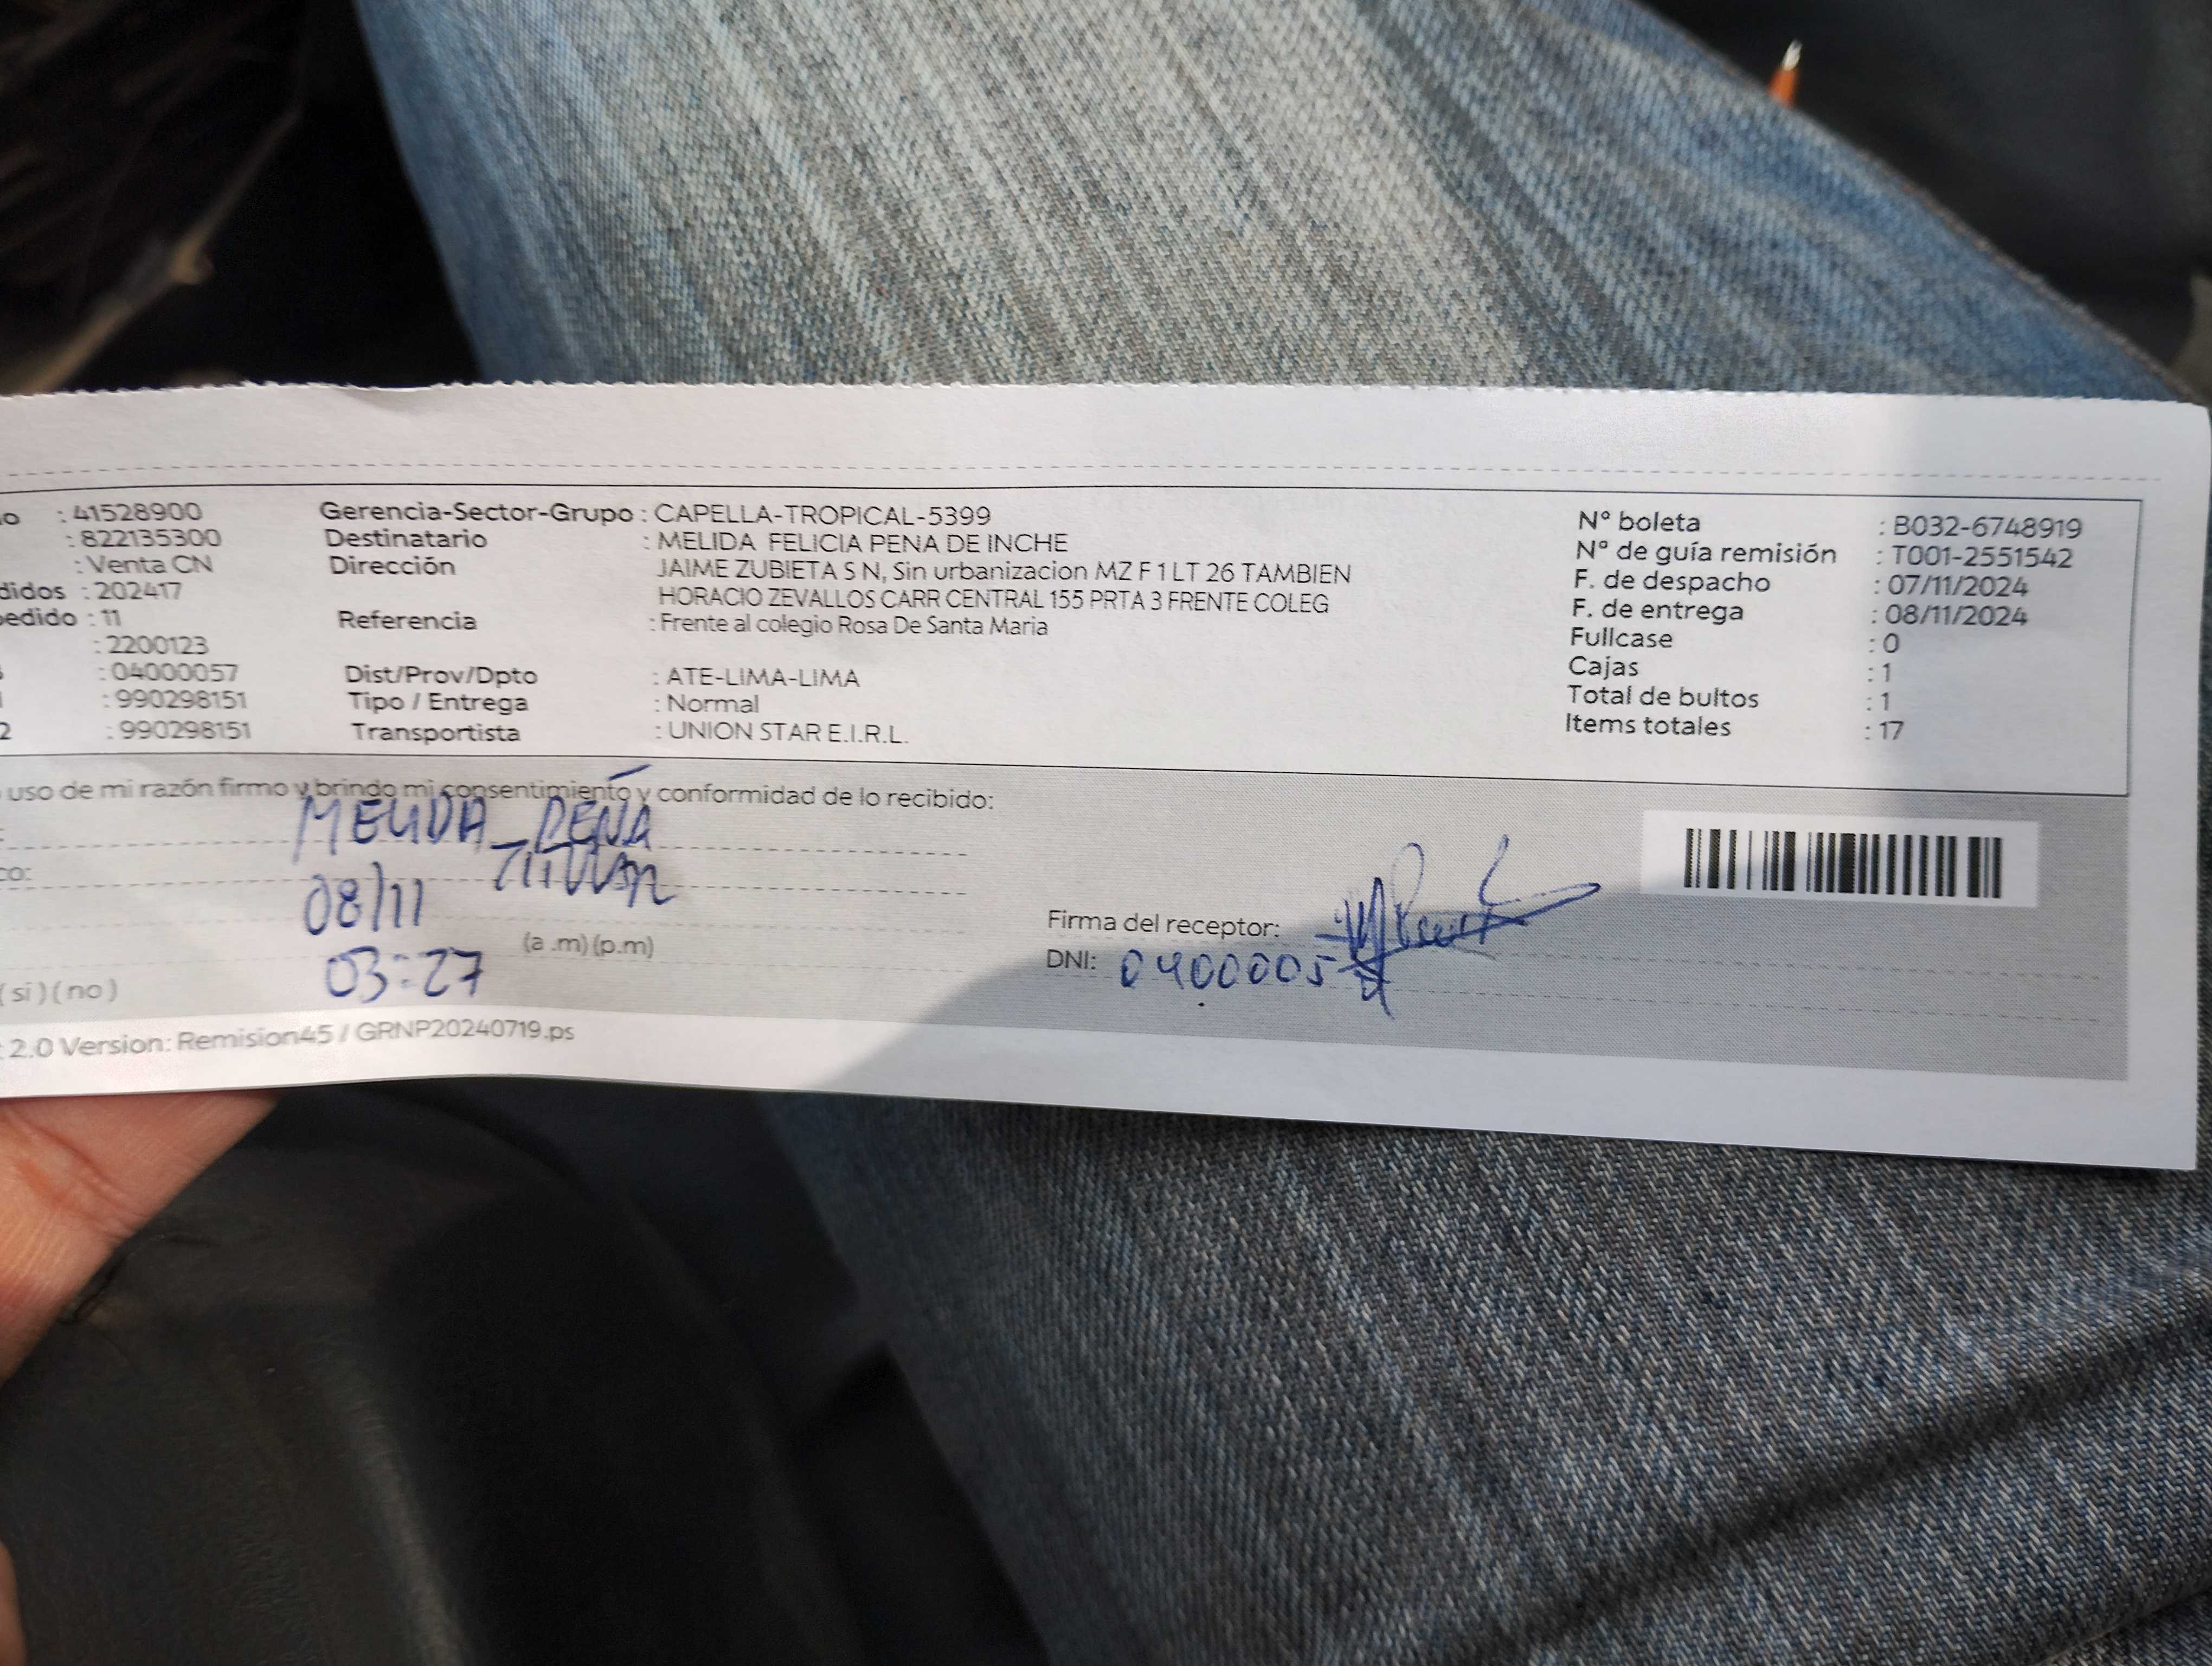 o : 41528900 Gerencia-Sector-Grupo : CAPELLA-TROPICAL-5399 N° boleta : B032-6748919
: 822135300 Destinatario : MELIDA FELICIA PENA DE INCHE N° de guía remisión : T001-2551542
: Venta CN Dirección JAIME ZUBIETA S N, Sin urbanizacion MZ F 1 LT 26 TAMBIEN F. de despacho : 07/11/2024
didos : 202417 HORACIO ZEVALLOS CARR CENTRAL 155 PRTA 3 FRENTE COLEG F. de entrega : 08/11/2024
edido : 11 Referencia : Frente al colegio Rosa De Santa Maria Fullcase : 0
: 2200123 Cajas : 1
: 04000057 Dist/Prov/Dpto : ATE-LIMA-LIMA Total de bultos : 1
: 990298151 Tipo / Entrega : Normal Items totales : 17
2 : 990298151 Transportista : UNION STAR E.I.R.L.
uso de mi razón firmo y brindo mi consentimiento y conformidad de lo recibido:
MELIDA PEÑA
co: Titular
08/11 Firma del receptor:
03:27 (a .m) (p.m) DNI: 0400005
( si ) ( no )
: 2.0 Version: Remision45 / GRNP20240719.ps